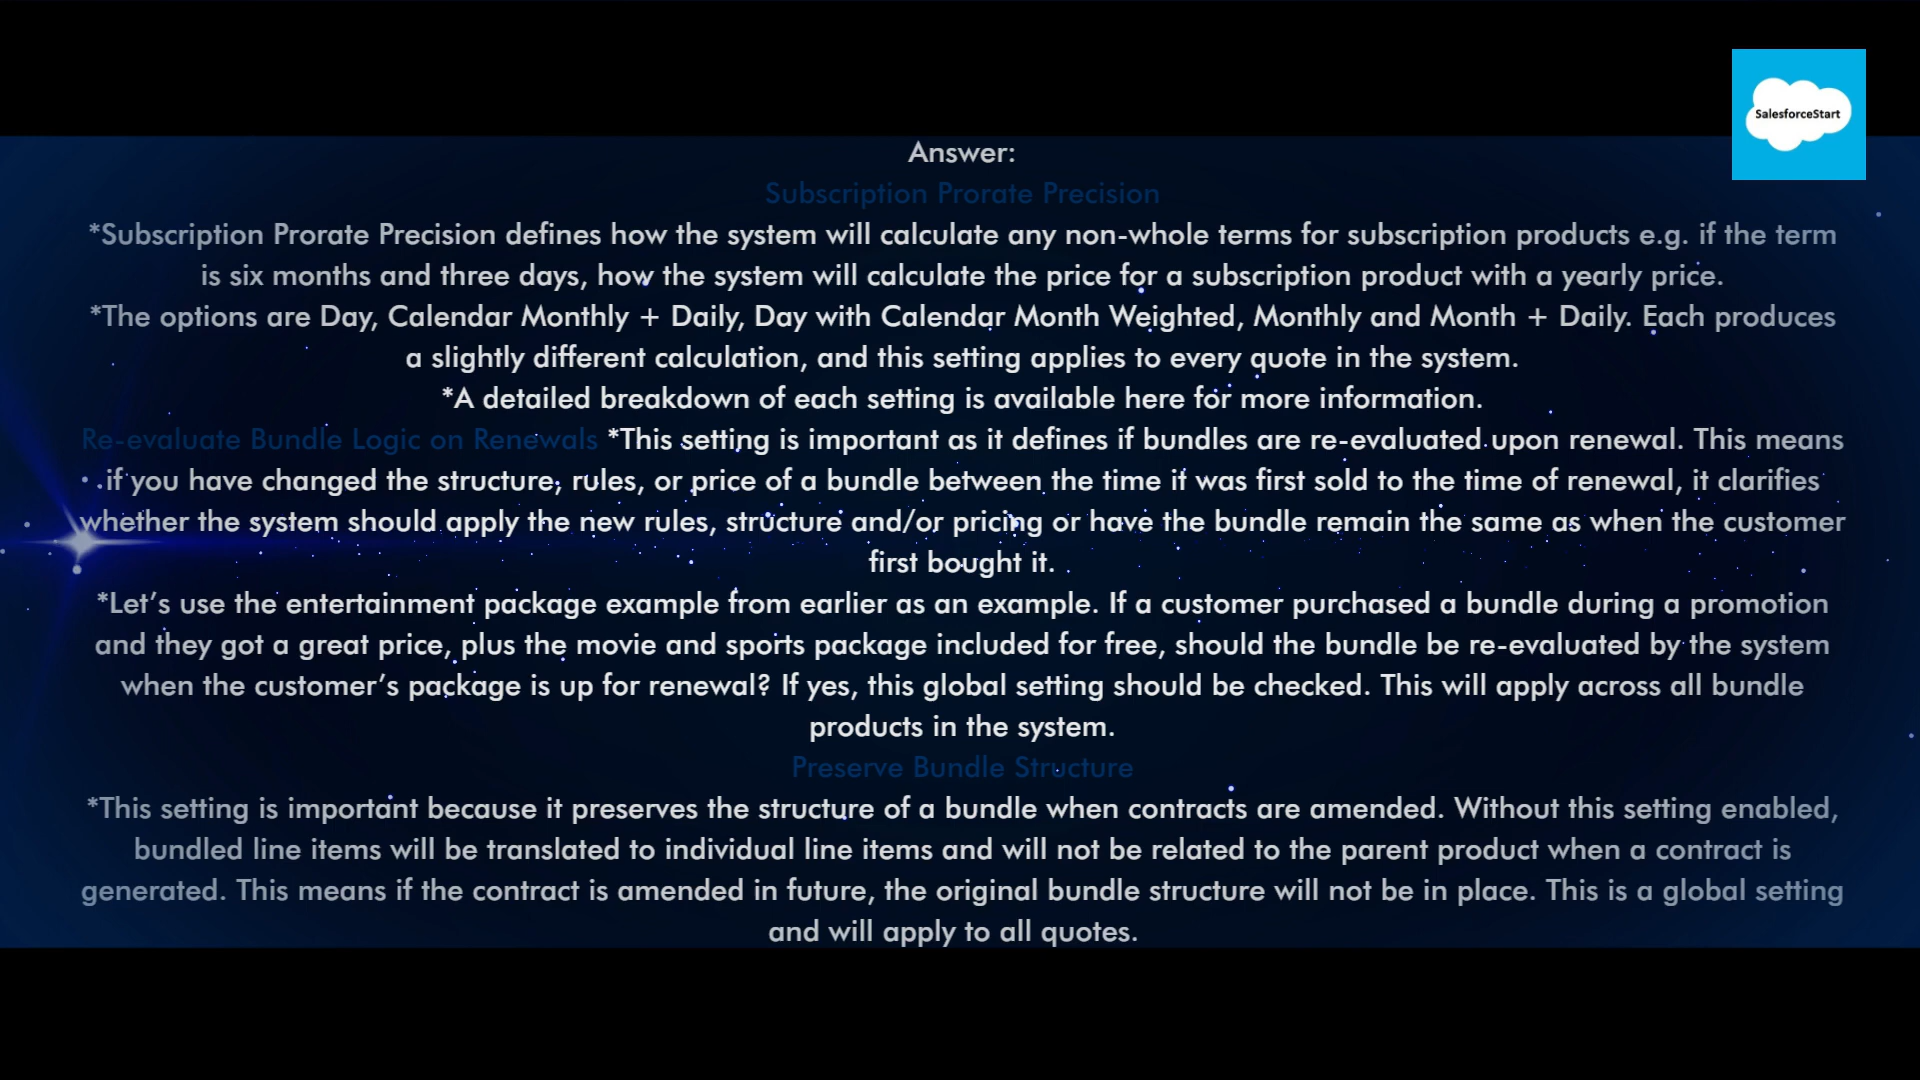 SalesforceStart
Answer:
Subscription Prorate Precision
*Subscription Prorate Precision defines how the system will calculate any non-whole terms for subscription products e.g. if the term
is six months and three days, how the system will calculate the price for a subscription product with a yearly price.
*The options are Day, Calendar Monthly + Daily, Day with Calendar Month Weighted, Monthly and Month + Daily. Each produces
a slightly different calculation, and this setting applies to every quote in the system.
*A detailed breakdown of each setting is available here for more information.
Re-evaluate Bundle Logic on Renewals *This setting is important as it defines if bundles are re-evaluated upon renewal. This means
if you have changed the structure, rules, or price of a bundle between the time it was first sold to the time of renewal, it clarifies
whether the system should apply the new rules, structure and/or pricing or have the bundle remain the same as when the customer
first bought it.
*Let’s use the entertainment package example from earlier as an example. If a customer purchased a bundle during a promotion
and they got a great price, plus the movie and sports package included for free, should the bundle be re-evaluated by the system
when the customer’s package is up for renewal? If yes, this global setting should be checked. This will apply across all bundle
products in the system.
Preserve Bundle Structure
*This setting is important because it preserves the structure of a bundle when contracts are amended. Without this setting enabled,
bundled line items will be translated to individual line items and will not be related to the parent product when a contract is
generated. This means if the contract is amended in future, the original bundle structure will not be in place. This is a global setting
and will apply to all quotes.